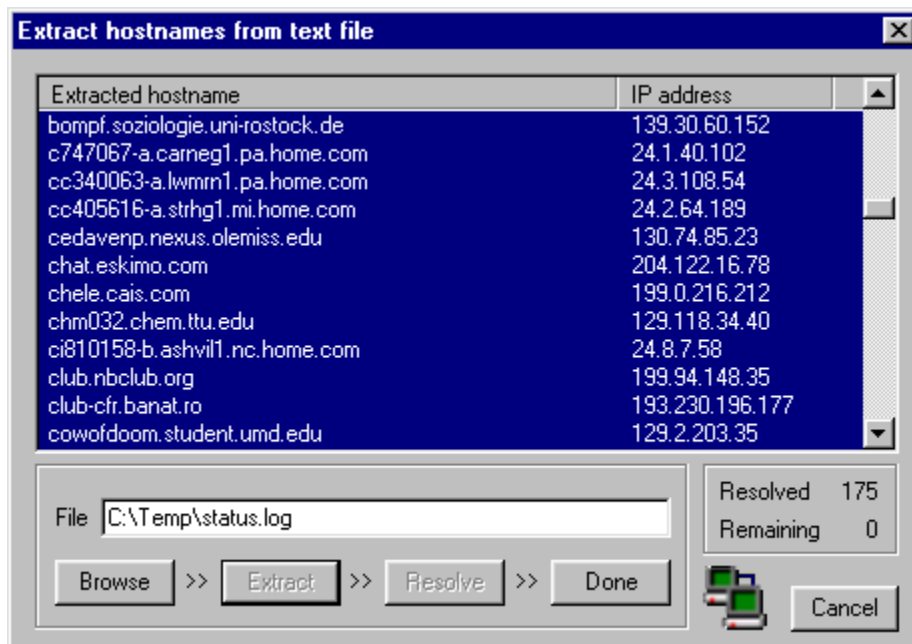 Extract hostnames from text file
Extracted hostname IP address
bompf.soziologie.uni-rostock.de 139.30.60.152
c747067-a.carneg1.pa.home.com 24.1.40.102
cc340063-a.lwmrn1.pa.home.com 24.3.108.54
cc405616-a.strhg1.mi.home.com 24.2.64.189
cedavenp.nexus.olemiss.edu 130.74.85.23
chat.eskimo.com 204.122.16.78
chele.cais.com 199.0.216.212
chm032.chem.ttu.edu 129.118.34.40
ci810158-b.ashvil1.nc.home.com 24.8.7.58
club.nbclub.org 199.94.148.35
club-cfr.banat.ro 193.230.196.177
cowofdoom.student.umd.edu 129.2.203.35
File C:\Temp\status.log
Browse >> Extract >> Resolve >> Done
Resolved 175
Remaining 0
Cancel